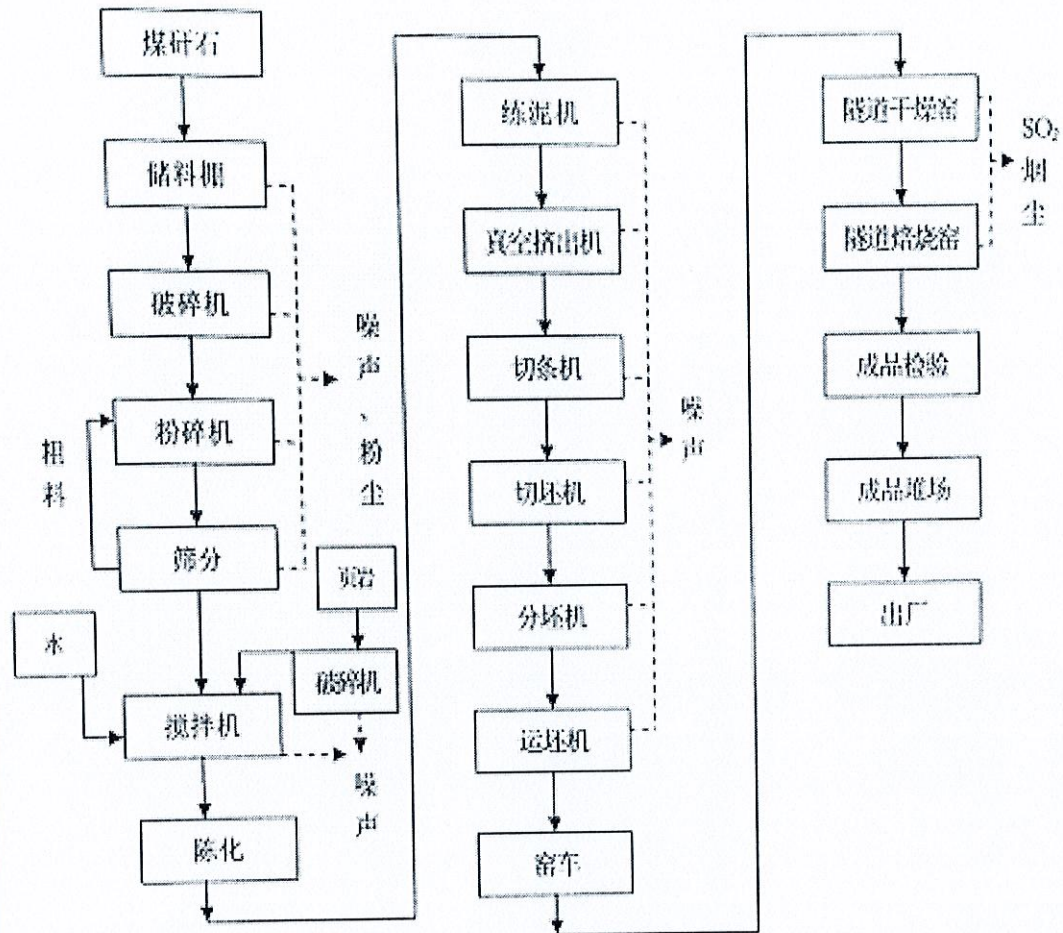 煤矸石
储料棚
破碎机
粉碎机
粗料
筛分
噪声、粉尘
页岩
水
破碎机
搅拌机
噪声
陈化
练泥机
真空挤出机
切条机
切坯机
噪声
分坯机
运坯机
窑车
隧道干燥窑
SO₂
烟尘
隧道焙烧窑
成品检验
成品堆场
出厂